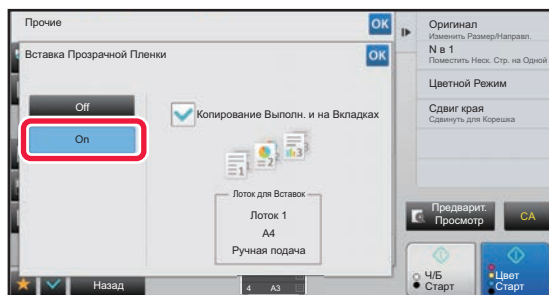 Прочие
OK
Вставка Прозрачной Пленки
OK
Off
On
Копирование Выполн. и на Вкладках
1
2
3
Лоток для Вставок
Лоток 1
A4
Ручная подача
Назад
4 A3
Оригинал
Изменить Размер/Направл.
N в 1
Поместить Неск. Стр. на Одной
Цветной Режим
Сдвиг края
Сдвинуть для Корешка
Предварит.
Просмотр
CA
Ч/Б
Старт
Цвет
Старт